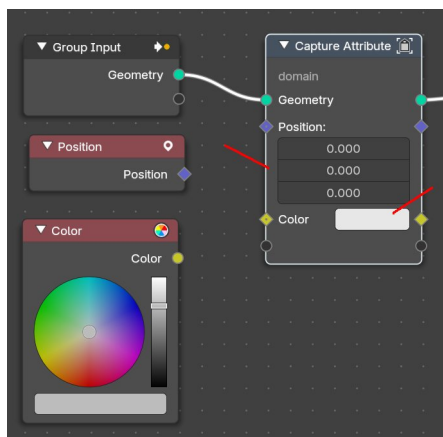 Group Input
Geometry
Position
Position
Color
Color
Capture Attribute
domain
Geometry
Position:
0.000
0.000
0.000
Color